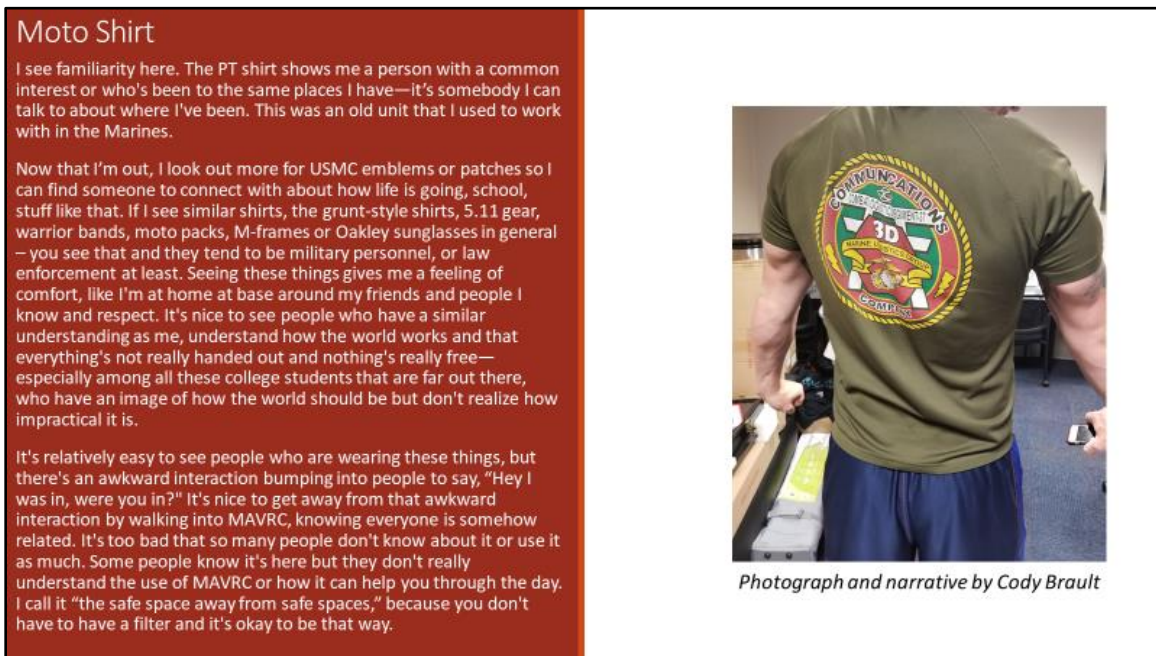 Moto Shirt
I see familiarity here. The PT shirt shows me a person with a common
interest or who's been to the same places I have—it's somebody I can
talk to about where I've been. This was an old unit that I used to work
with in the Marines.
Now that I'm out, I look out more for USMC emblems or patches so I
can find someone to connect with about how life is going, school,
stuff like that. If I see similar shirts, the grunt-style shirts, 5.11 gear,
warrior bands, moto packs, M-frames or Oakley sunglasses in general
– you see that and they tend to be military personnel, or law
enforcement at least. Seeing these things gives me a feeling of
comfort, like I'm at home at base around my friends and people I
know and respect. It's nice to see people who have a similar
understanding as me, understand how the world works and that
everything's not really handed out and nothing's really free—
especially among all these college students that are far out there,
who have an image of how the world should be but don't realize how
impractical it is.
It's relatively easy to see people who are wearing these things, but
there's an awkward interaction bumping into people to say, “Hey I
was in, were you in?" It's nice to get away from that awkward
interaction by walking into MAVRC, knowing everyone is somehow
related. It's too bad that so many people don't know about it or use it
as much. Some people know it's here but they don't really
understand the use of MAVRC or how it can help you through the day.
I call it “the safe space away from safe spaces,” because you don't
have to have a filter and it's okay to be that way.
COMMUNICATIONS
3D
MARINE LOGISTICS GROUP
COMPANY
Photograph and narrative by Cody Brault